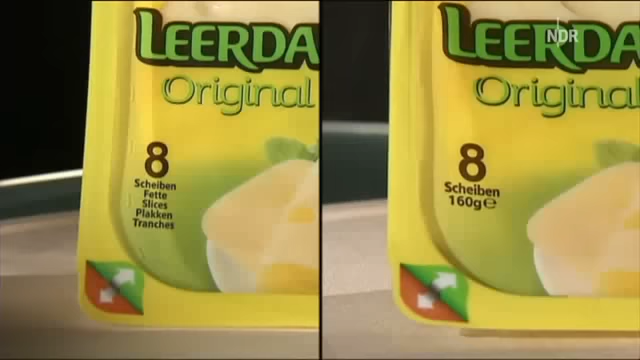 LEERDA
Original
8
Scheiben
Fette
Slices
Plakken
Tranches
NDR
LEERDA
Original
8
Scheiben
160g℮